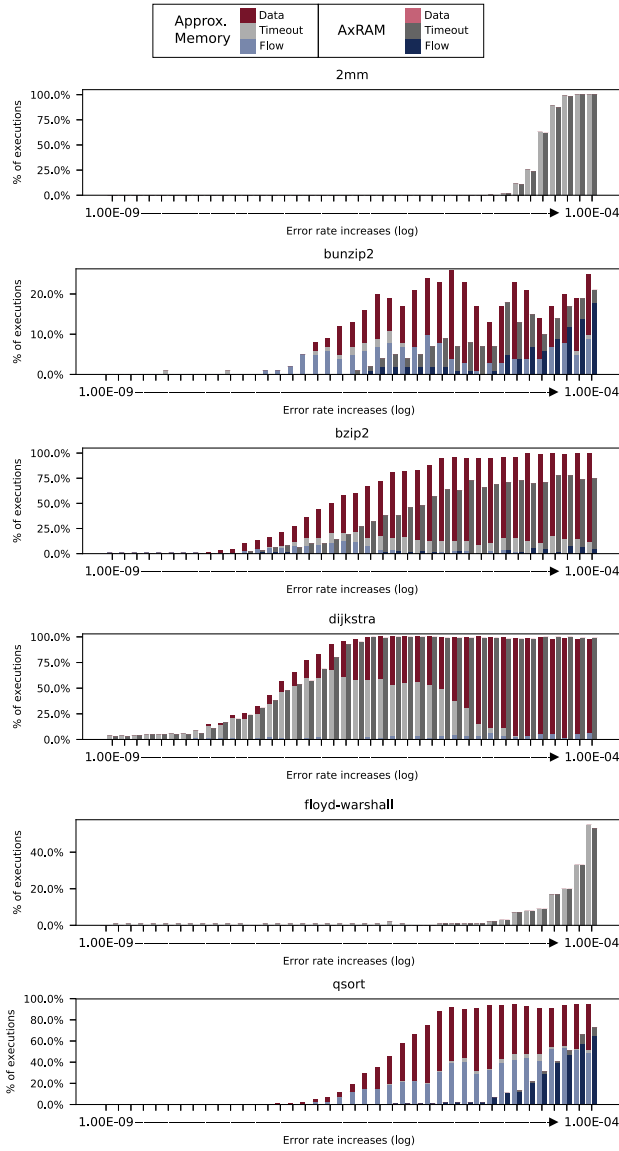 Approx. Memory
Data
Timeout
Flow
AxRAM
Data
Timeout
Flow
2mm
% of executions
100.0%
75.0%
50.0%
25.0%
0.0%
1.00E-09
1.00E-04
Error rate increases (log)
bunzip2
% of executions
20.0%
10.0%
0.0%
1.00E-09
1.00E-04
Error rate increases (log)
bzip2
% of executions
100.0%
75.0%
50.0%
25.0%
0.0%
1.00E-09
1.00E-04
Error rate increases (log)
dijkstra
% of executions
100.0%
75.0%
50.0%
25.0%
0.0%
1.00E-09
1.00E-04
Error rate increases (log)
floyd-warshall
% of executions
40.0%
20.0%
0.0%
1.00E-09
1.00E-04
Error rate increases (log)
qsort
% of executions
100.0%
80.0%
60.0%
40.0%
20.0%
0.0%
1.00E-09
1.00E-04
Error rate increases (log)